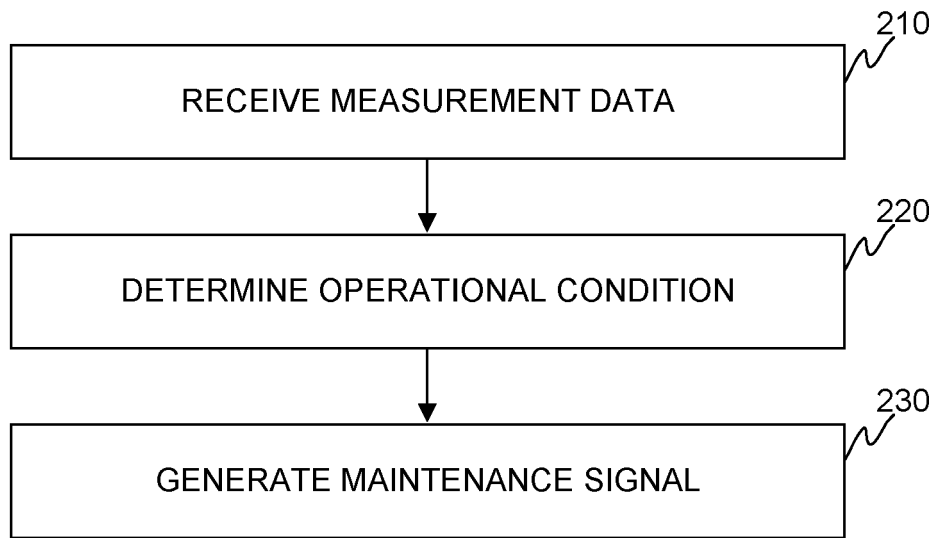 210
RECEIVE MEASUREMENT DATA
220
DETERMINE OPERATIONAL CONDITION
230
GENERATE MAINTENANCE SIGNAL